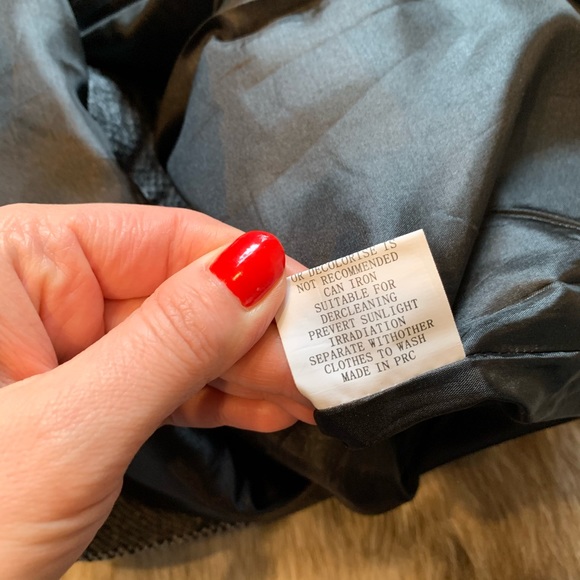 OR DECOLORISE IS
NOT RECOMMENDED
CAN IRON
SUITABLE FOR
DERCLEANING
PREVERT SUNLIGHT
IRRADIATION
SEPARATE WITHOTHER
CLOTHES TO WASH
MADE IN PRC